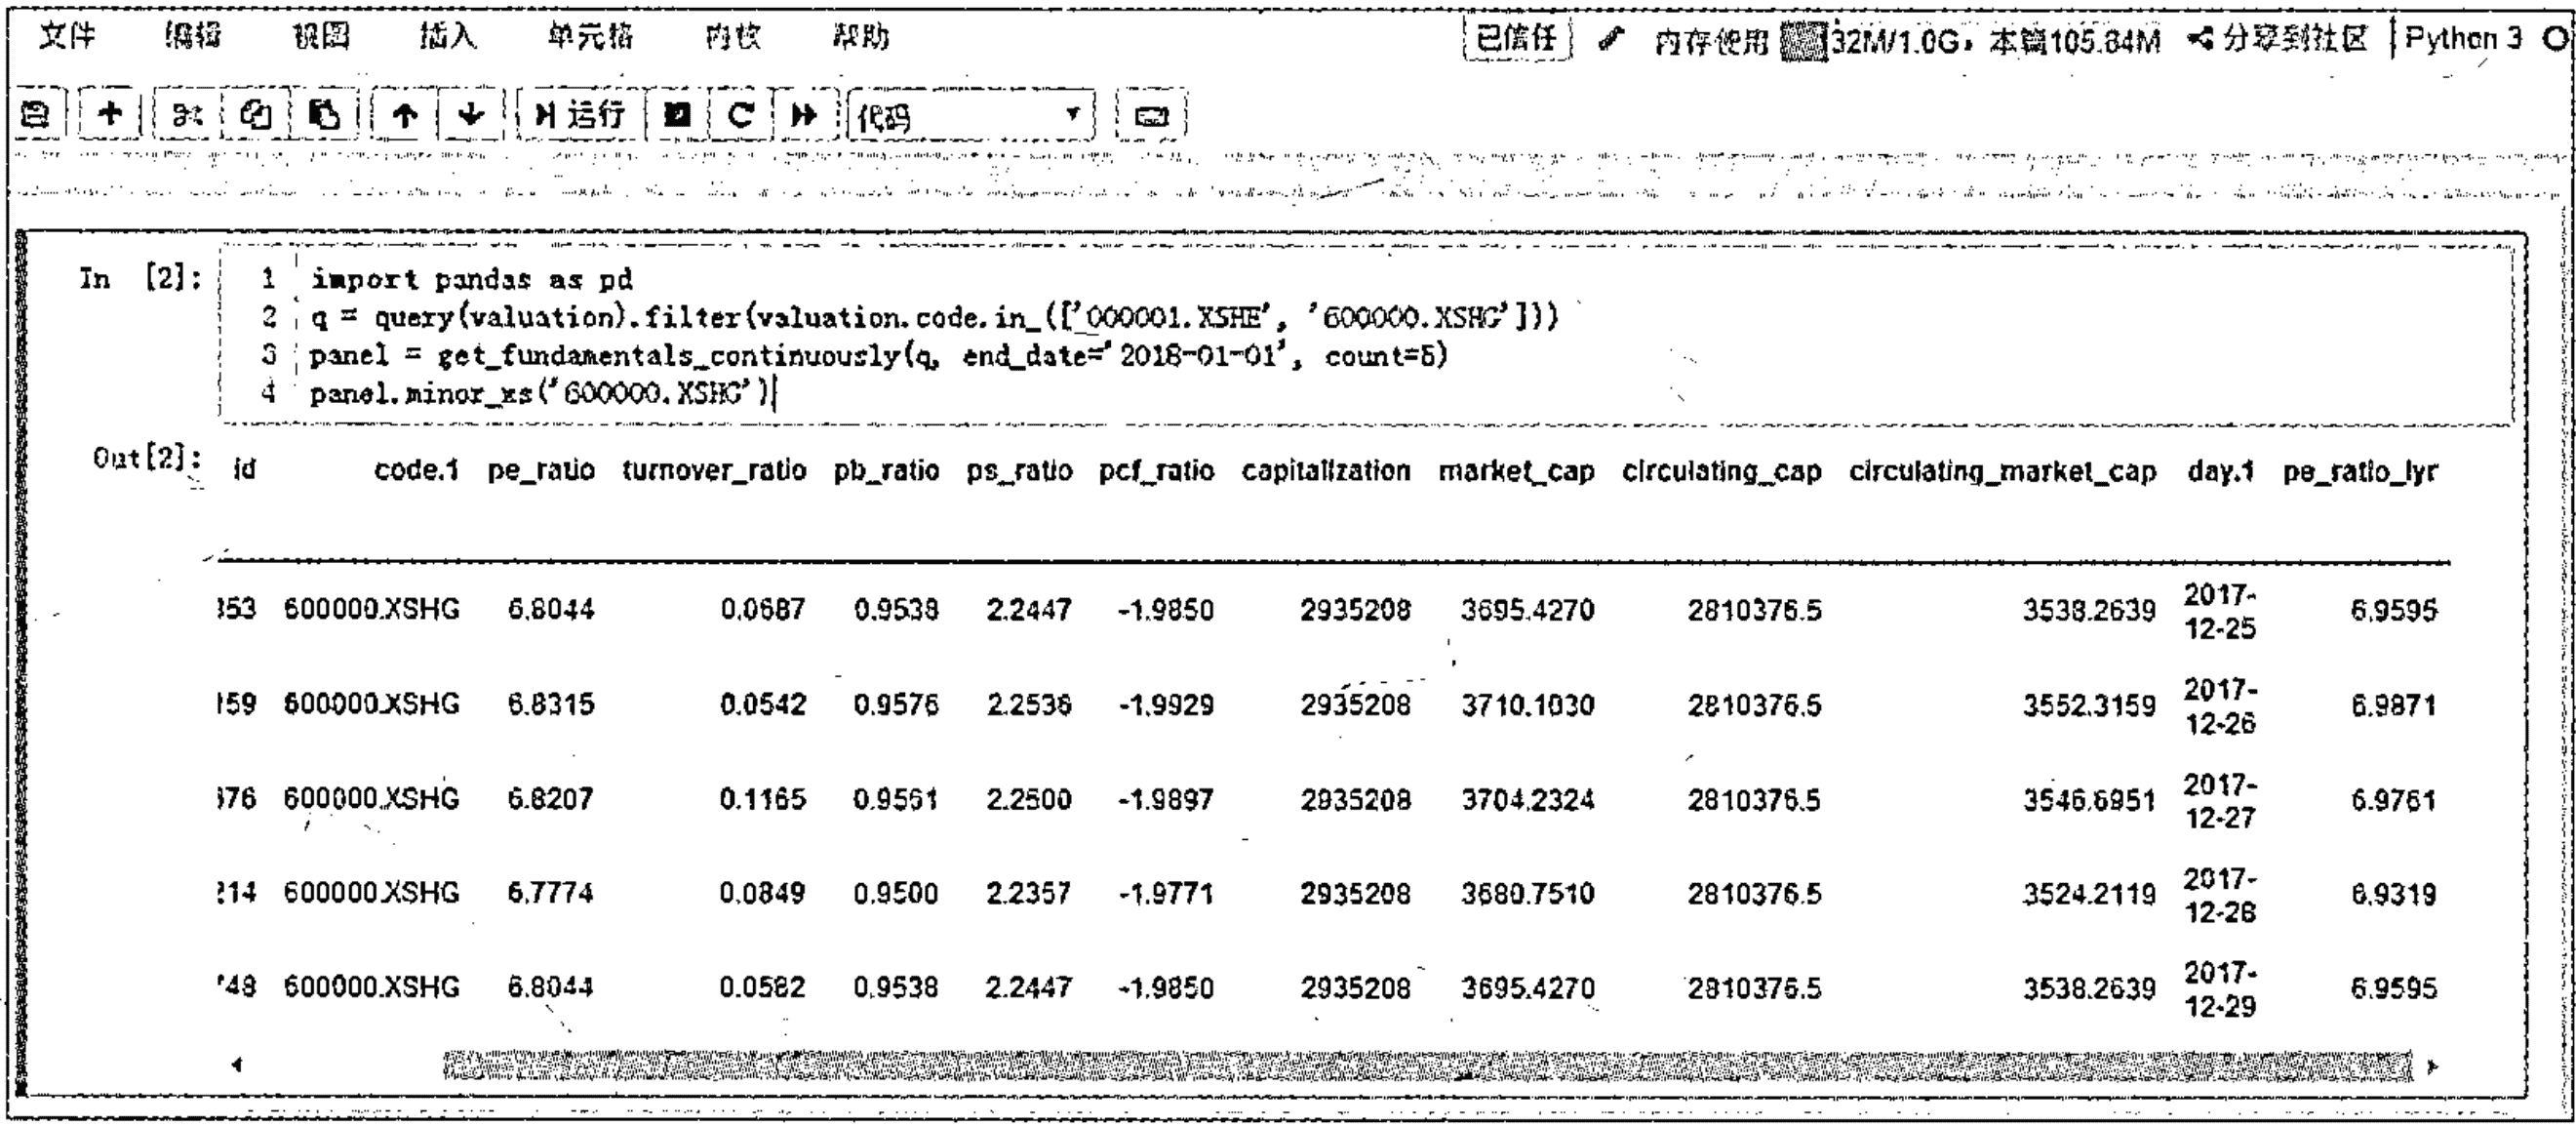 文件 编辑 视图 插入 单元格 内核 帮助 已信任 内存使用 32M/1.0G，本篇105.84M 分享到社区 Python 3
运行 代码
In [2]:
1 import pandas as pd
2 q = query(valuation).filter(valuation.code.in_(['000001.XSHE', '600000.XSHG']))
3 panel = get_fundamentals_continuously(q, end_date='2018-01-01', count=5)
4 panel.minor_xs('600000.XSHG')
Out[2]:
id code.1 pe_ratio turnover_ratio pb_ratio ps_ratio pcf_ratio capitalization market_cap circulating_cap circulating_market_cap day.1 pe_ratio_lyr
353 600000.XSHG 6.8044 0.0687 0.9538 2.2447 -1.9850 2935208 3695.4270 2810376.5 3538.2639 2017-12-25 6.9595
159 600000.XSHG 6.8315 0.0542 0.9576 2.2536 -1.9929 2935208 3710.1030 2810376.5 3552.3159 2017-12-26 6.9871
376 600000.XSHG 6.8207 0.1165 0.9561 2.2500 -1.9897 2935208 3704.2324 2810376.5 3546.6951 2017-12-27 6.9761
214 600000.XSHG 6.7774 0.0849 0.9500 2.2357 -1.9771 2935208 3680.7510 2810376.5 3524.2119 2017-12-28 6.9319
48 600000.XSHG 6.8044 0.0582 0.9538 2.2447 -1.9850 2935208 3695.4270 2810376.5 3538.2639 2017-12-29 6.9595